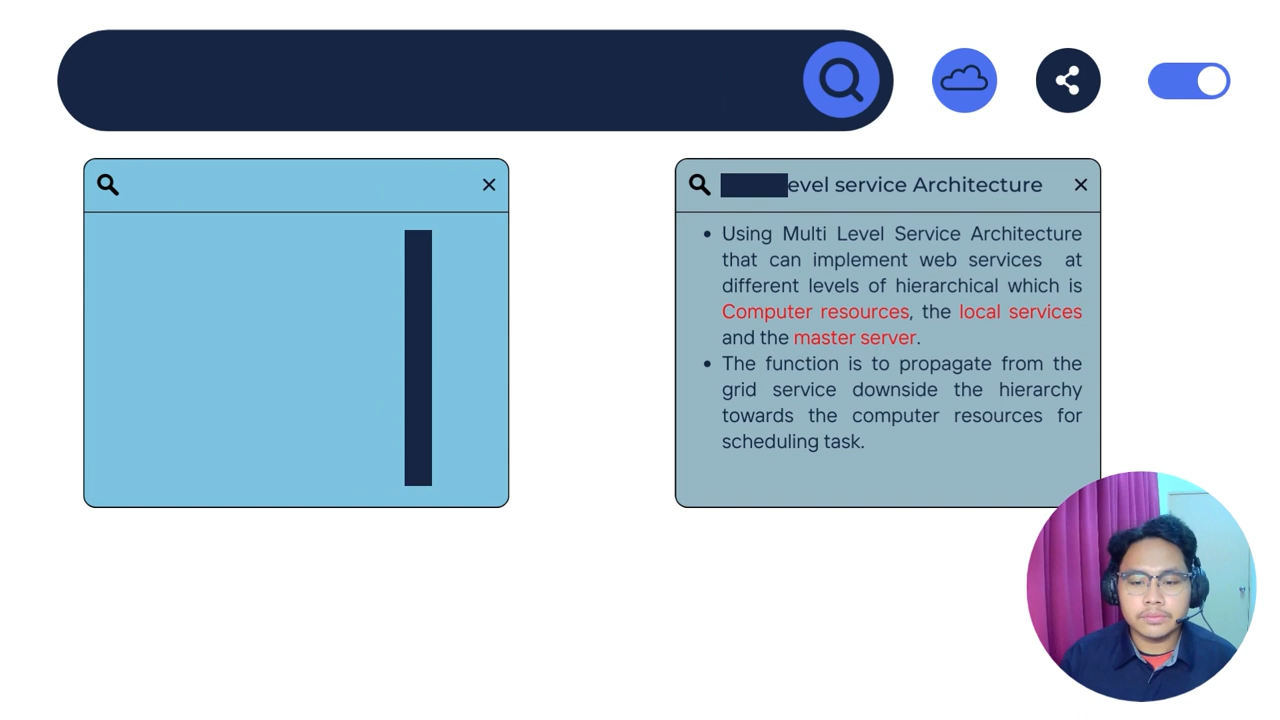 evel service Architecture
• Using Multi Level Service Architecture
that can implement web services at
different levels of hierarchical which is
Computer resources, the local services
and the master server.
• The function is to propagate from the
grid service downside the hierarchy
towards the computer resources for
scheduling task.